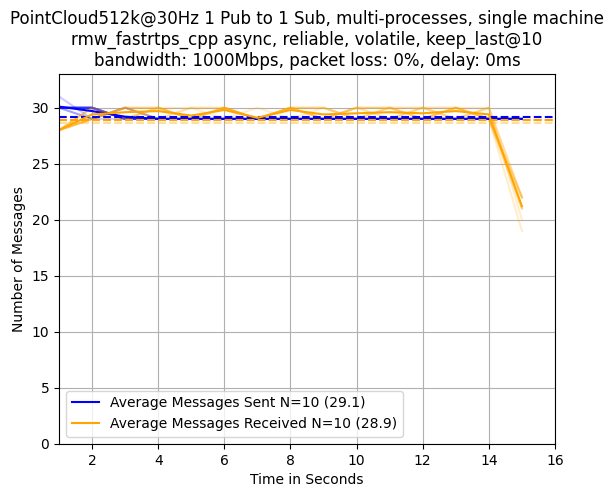 PointCloud512k@30Hz 1 Pub to 1 Sub, multi-processes, single machine
rmw_fastrtps_cpp async, reliable, volatile, keep_last@10
bandwidth: 1000Mbps, packet loss: 0%, delay: 0ms
30
25
20
15
10
5
0
Number of Messages
Average Messages Sent N=10 (29.1)
Average Messages Received N=10 (28.9)
2 4 6 8 10 12 14 16
Time in Seconds